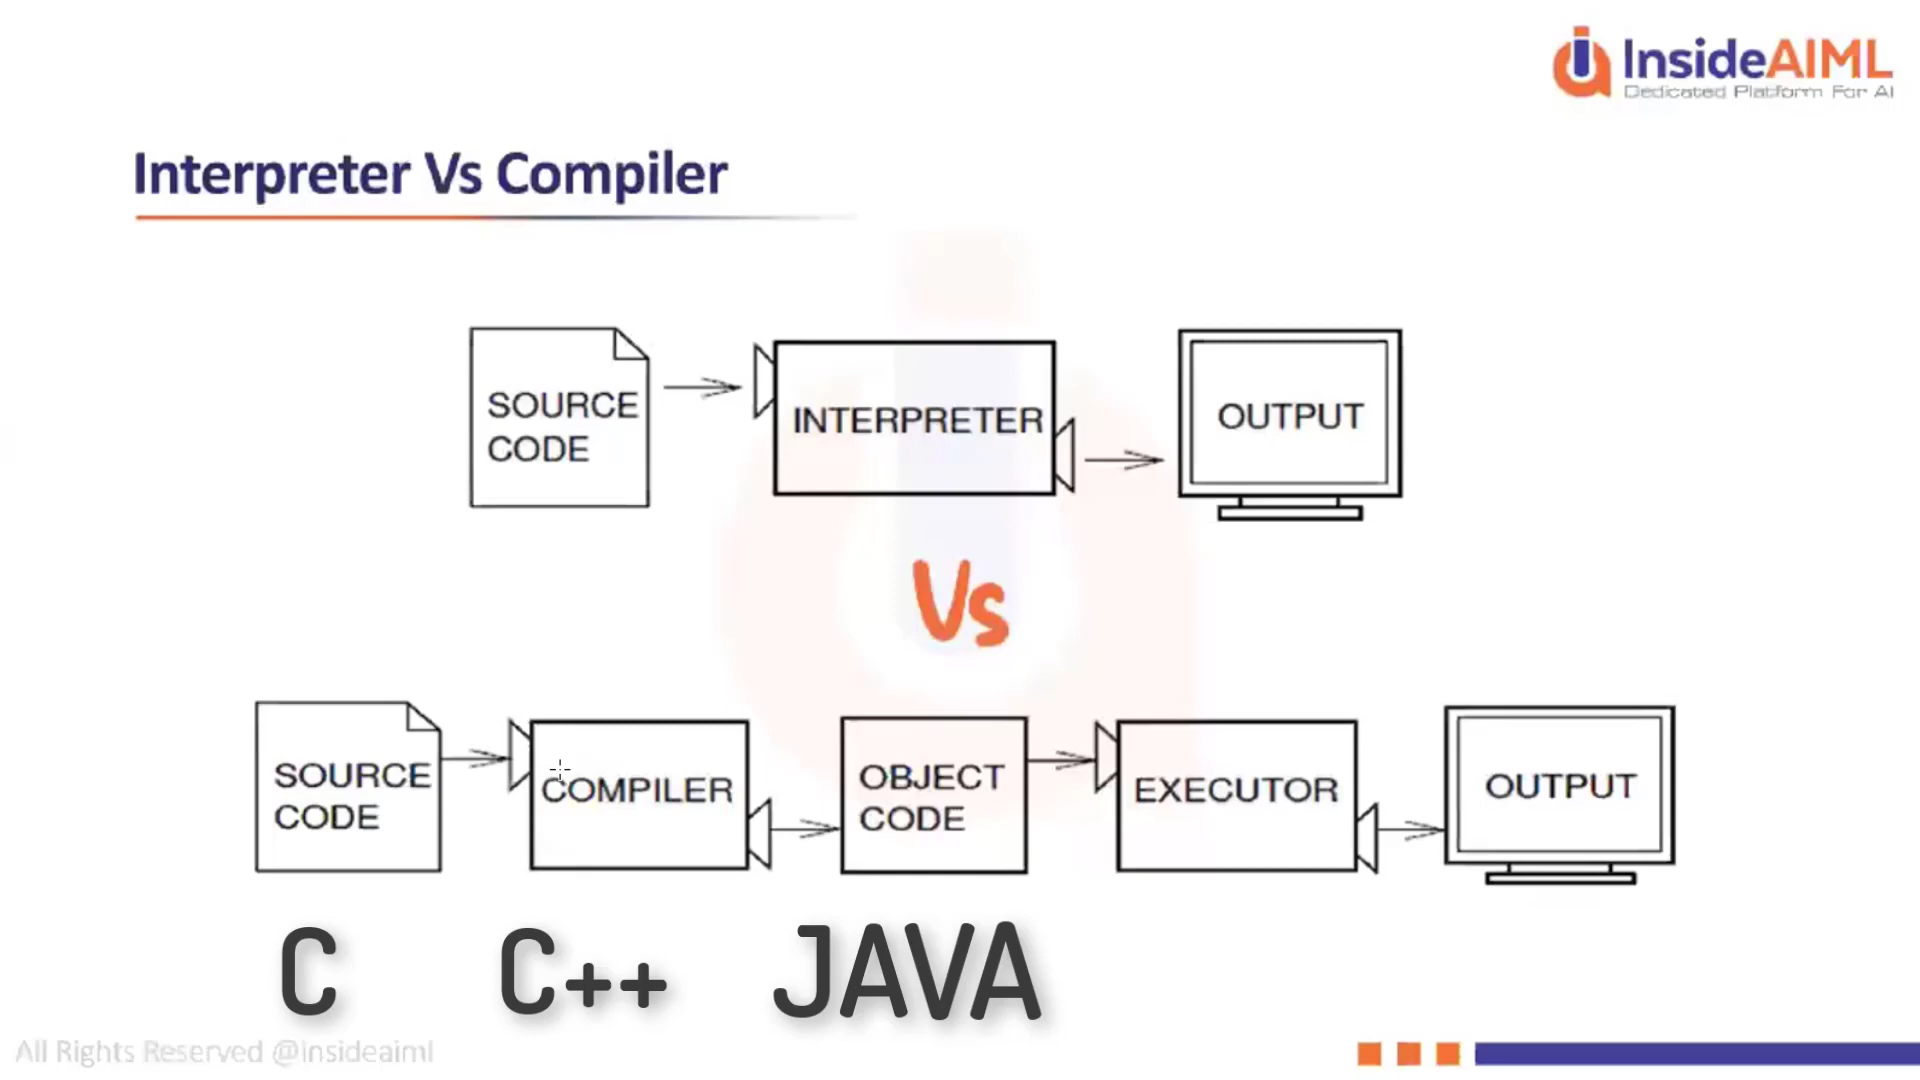 InsideAIML
Dedicated Platform For AI
Interpreter Vs Compiler
SOURCE
CODE
INTERPRETER
OUTPUT
Vs
SOURCE
CODE
COMPILER
OBJECT
CODE
EXECUTOR
OUTPUT
C C++ JAVA
All Rights Reserved @Insideaiml